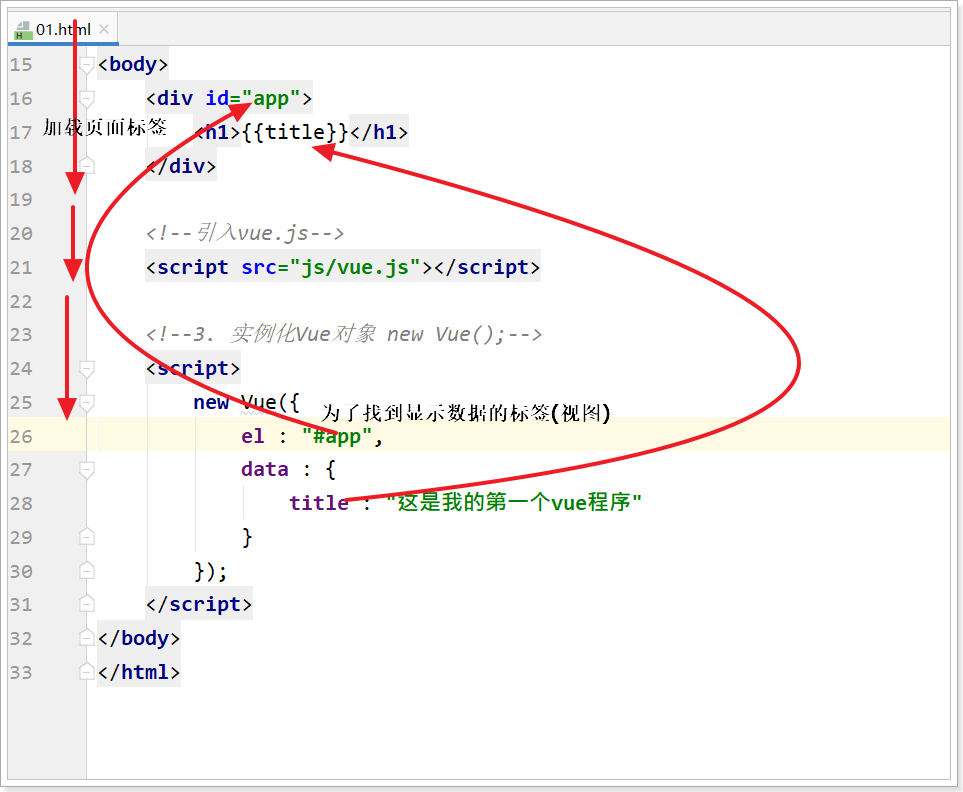 01.html
15 <body>
16 <div id="app">
17 <h1>{{title}}</h1>
加载页面标签
18 </div>
19
20 <!--引入vue.js-->
21 <script src="js/vue.js"></script>
22
23 <!--3. 实例化Vue对象 new Vue();-->
24 <script>
25 new Vue({
为了找到显示数据的标签(视图)
26 el : "#app",
27 data : {
28 title : "这是我的第一个vue程序"
29 }
30 });
31 </script>
32 </body>
33 </html>